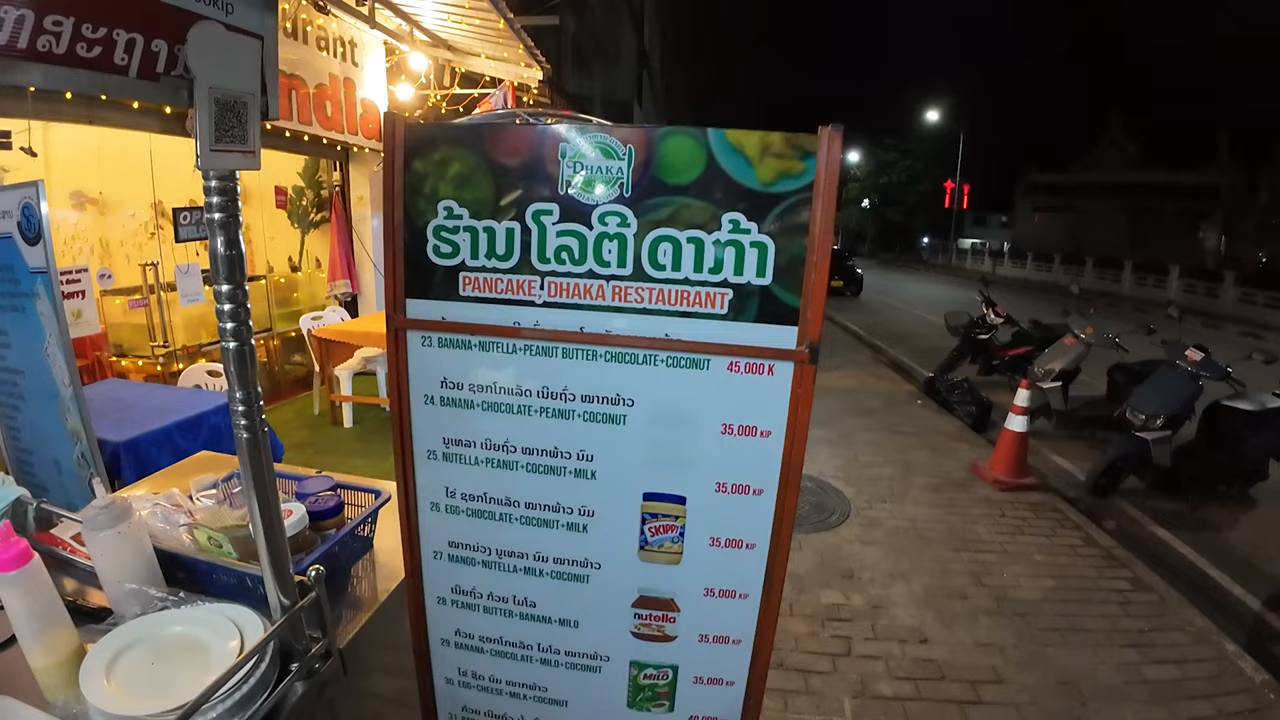 DHAKA
ຮ້ານ ໂລຕີ ດາກ້າ
PANCAKE, DHAKA RESTAURANT
23. BANANA+NUTELLA+PEANUT BUTTER+CHOCOLATE+COCONUT 45,000 K
ກ້ວຍ ຊອກໂກແລັດ ເນີຍຖົ່ວ ໝາກພ້າວ
24. BANANA+CHOCOLATE+PEANUT+COCONUT 35,000 KIP
ນູເທລາ ເນີຍຖົ່ວ ໝາກພ້າວ ນົມ
25. NUTELLA+PEANUT+COCONUT+MILK 35,000 KIP
ໄຂ່ ຊອກໂກແລັດ ໝາກພ້າວ ນົມ
26. EGG+CHOCOLATE+COCONUT+MILK 35,000 KIP
ໝາກມ່ວງ ນູເທລາ ນົມ ໝາກພ້າວ
27. MANGO+NUTELLA+MILK+COCONUT 35,000 KIP
ເນີຍຖົ່ວ ກ້ວຍ ໄມໂລ
28. PEANUT BUTTER+BANANA+MILO 35,000 KIP
ກ້ວຍ ຊອກໂກແລັດ ໄມໂລ ໝາກພ້າວ
29. BANANA+CHOCOLATE+MILO+COCONUT 35,000 KIP
ໄຂ່ ຊີດ ນົມ ໝາກພ້າວ
30. EGG+CHEESE+MILK+COCONUT
SKIPPY
nutella
MILO
urant
ndia
PUSH